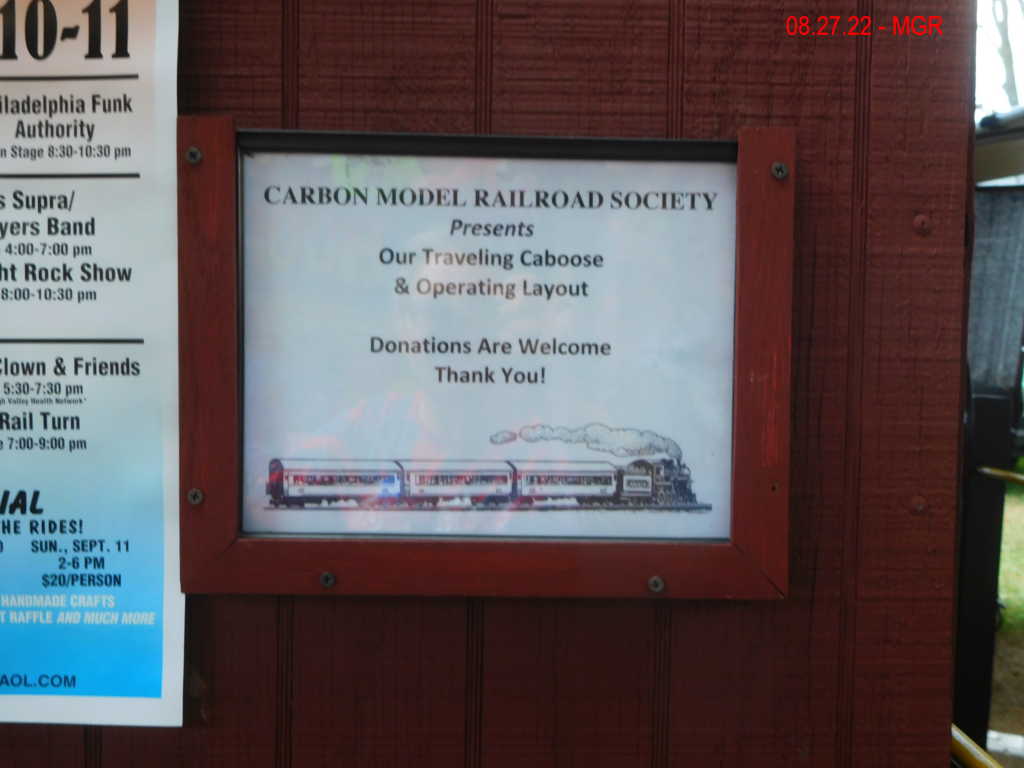 08.27.22 - MGR
10-11
iladelphia Funk
Authority
n Stage 8:30-10:30 pm
s Supra/
yers Band
4:00-7:00 pm
ht Rock Show
8:00-10:30 pm
Clown & Friends
5:30-7:30 pm
Valley Health Network"
Rail Turn
e 7:00-9:00 pm
IAL
HE RIDES!
SUN., SEPT. 11
2-6 PM
$20/PERSON
HANDMADE CRAFTS
T RAFFLE AND MUCH MORE
AOL.COM
CARBON MODEL RAILROAD SOCIETY
Presents
Our Traveling Caboose
& Operating Layout
Donations Are Welcome
Thank You!